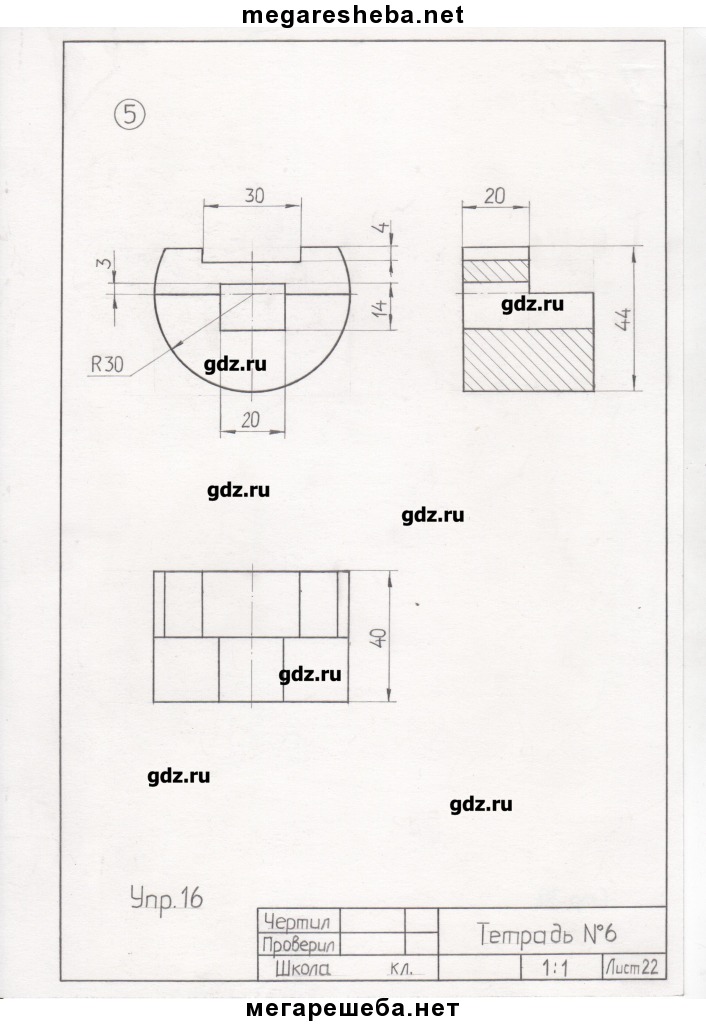 megaresheba.net
5
30
20
4
3
14
44
gdz.ru
R30
gdz.ru
20
gdz.ru
gdz.ru
40
gdz.ru
gdz.ru
gdz.ru
Упр.16
Чертил
Проверил
Тетрадь №6
Школа кл.
1:1
Лист 22
мегарешеба.нет